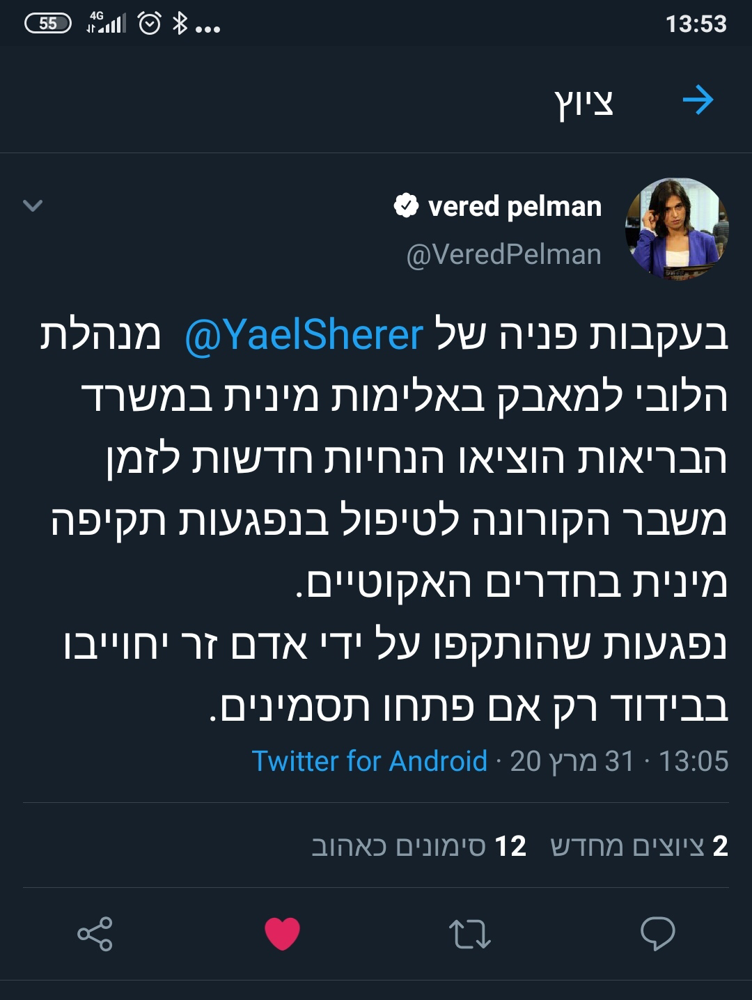 55 4G 13:53
ציוץ
vered pelman
@VeredPelman
בעקבות פניה של @YaelSherer מנהלת
הלובי למאבק באלימות מינית במשרד
הבריאות הוציאו הנחיות חדשות לזמן
משבר הקורונה לטיפול בנפגעות תקיפה
מינית בחדרים האקוטיים.
נפגעות שהותקפו על ידי אדם זר יחוייבו
בבידוד רק אם פתחו תסמינים.
13:05 · 31 מרץ 20 · Twitter for Android
2 ציוצים מחדש 12 סימונים כאהוב